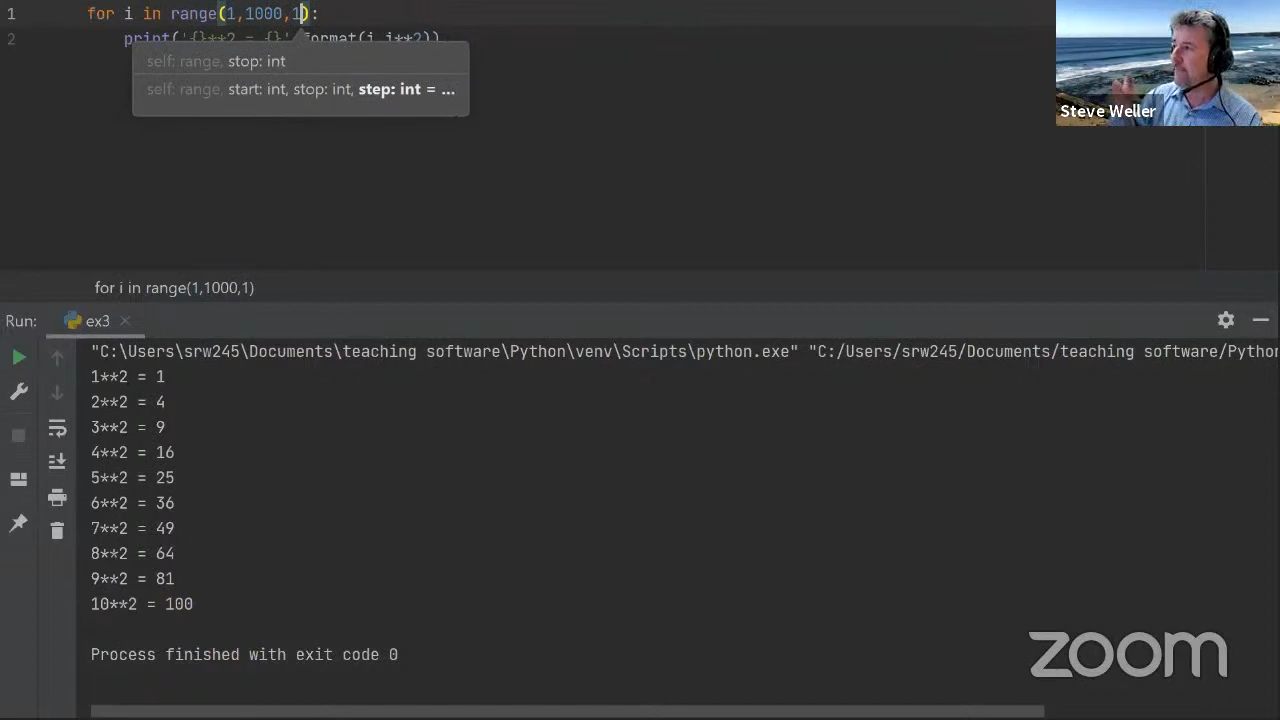 1 for i in range(1,1000,1):
2 print('{}**2 = {}'.format(i,i**2))
self: range, stop: int
self: range, start: int, stop: int, step: int = ...
Steve Weller
for i in range(1,1000,1)
Run: ex3
"C:\Users\srw245\Documents\teaching software\Python\venv\Scripts\python.exe" "C:/Users/srw245/Documents/teaching software/Python
1**2 = 1
2**2 = 4
3**2 = 9
4**2 = 16
5**2 = 25
6**2 = 36
7**2 = 49
8**2 = 64
9**2 = 81
10**2 = 100
Process finished with exit code 0
zoom